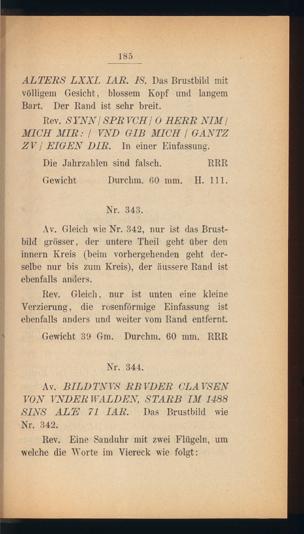 185
ALTERS LXXI. IAR. IS. Das Brustbild mit
völligem Gesicht, blossem Kopf und langem
Bart. Der Rand ist sehr breit.
Rev. SYNN / SPRVCH / O HERR NIM /
MICH MIR: / VND GIB MICH / GANTZ
ZV / EIGEN DIR. In einer Einfassung.
Die Jahrzahlen sind falsch. RRR
Gewicht Durchm. 60 mm. H. 111.
Nr. 343.
Av. Gleich wie Nr. 342, nur ist das Brust-
bild grösser, der untere Theil geht über den
innern Kreis (beim vorhergehenden geht der-
selbe nur bis zum Kreis), der äussere Rand ist
ebenfalls anders.
Rev. Gleich, nur ist unten eine kleine
Verzierung, die rosenförmige Einfassung ist
ebenfalls anders und weiter vom Rand entfernt.
Gewicht 39 Gm. Durchm. 60 mm. RRR
Nr. 344.
Av. BILDTNVS RBVDER CLAVSEN
VON VNDERWALDEN, STARB IM 1488
SINS ALTE 71 IAR. Das Brustbild wie
Nr. 342.
Rev. Eine Sanduhr mit zwei Flügeln, um
welche die Worte im Viereck wie folgt: